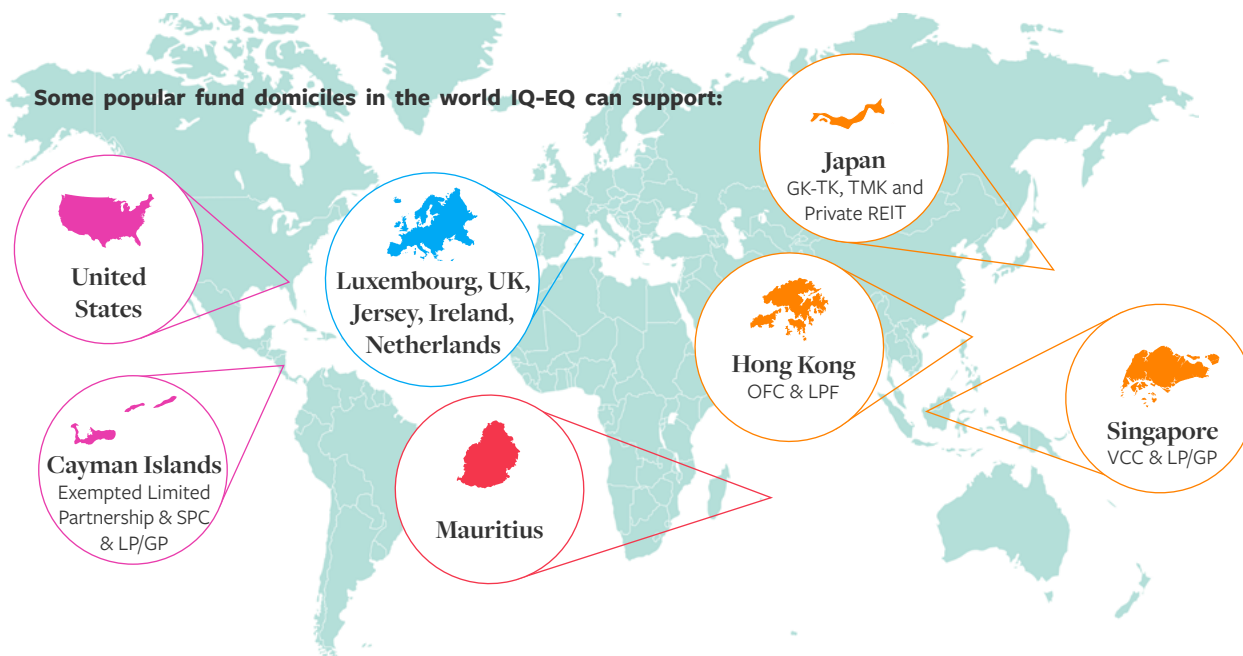 Some popular fund domiciles in the world IQ-EQ can support:
United
States
Cayman Islands
Exempted Limited
Partnership & SPC
& LP/GP
Luxembourg, UK,
Jersey, Ireland,
Netherlands
Mauritius
Japan
GK-TK, TMK and
Private REIT
Hong Kong
OFC & LPF
Singapore
VCC & LP/GP